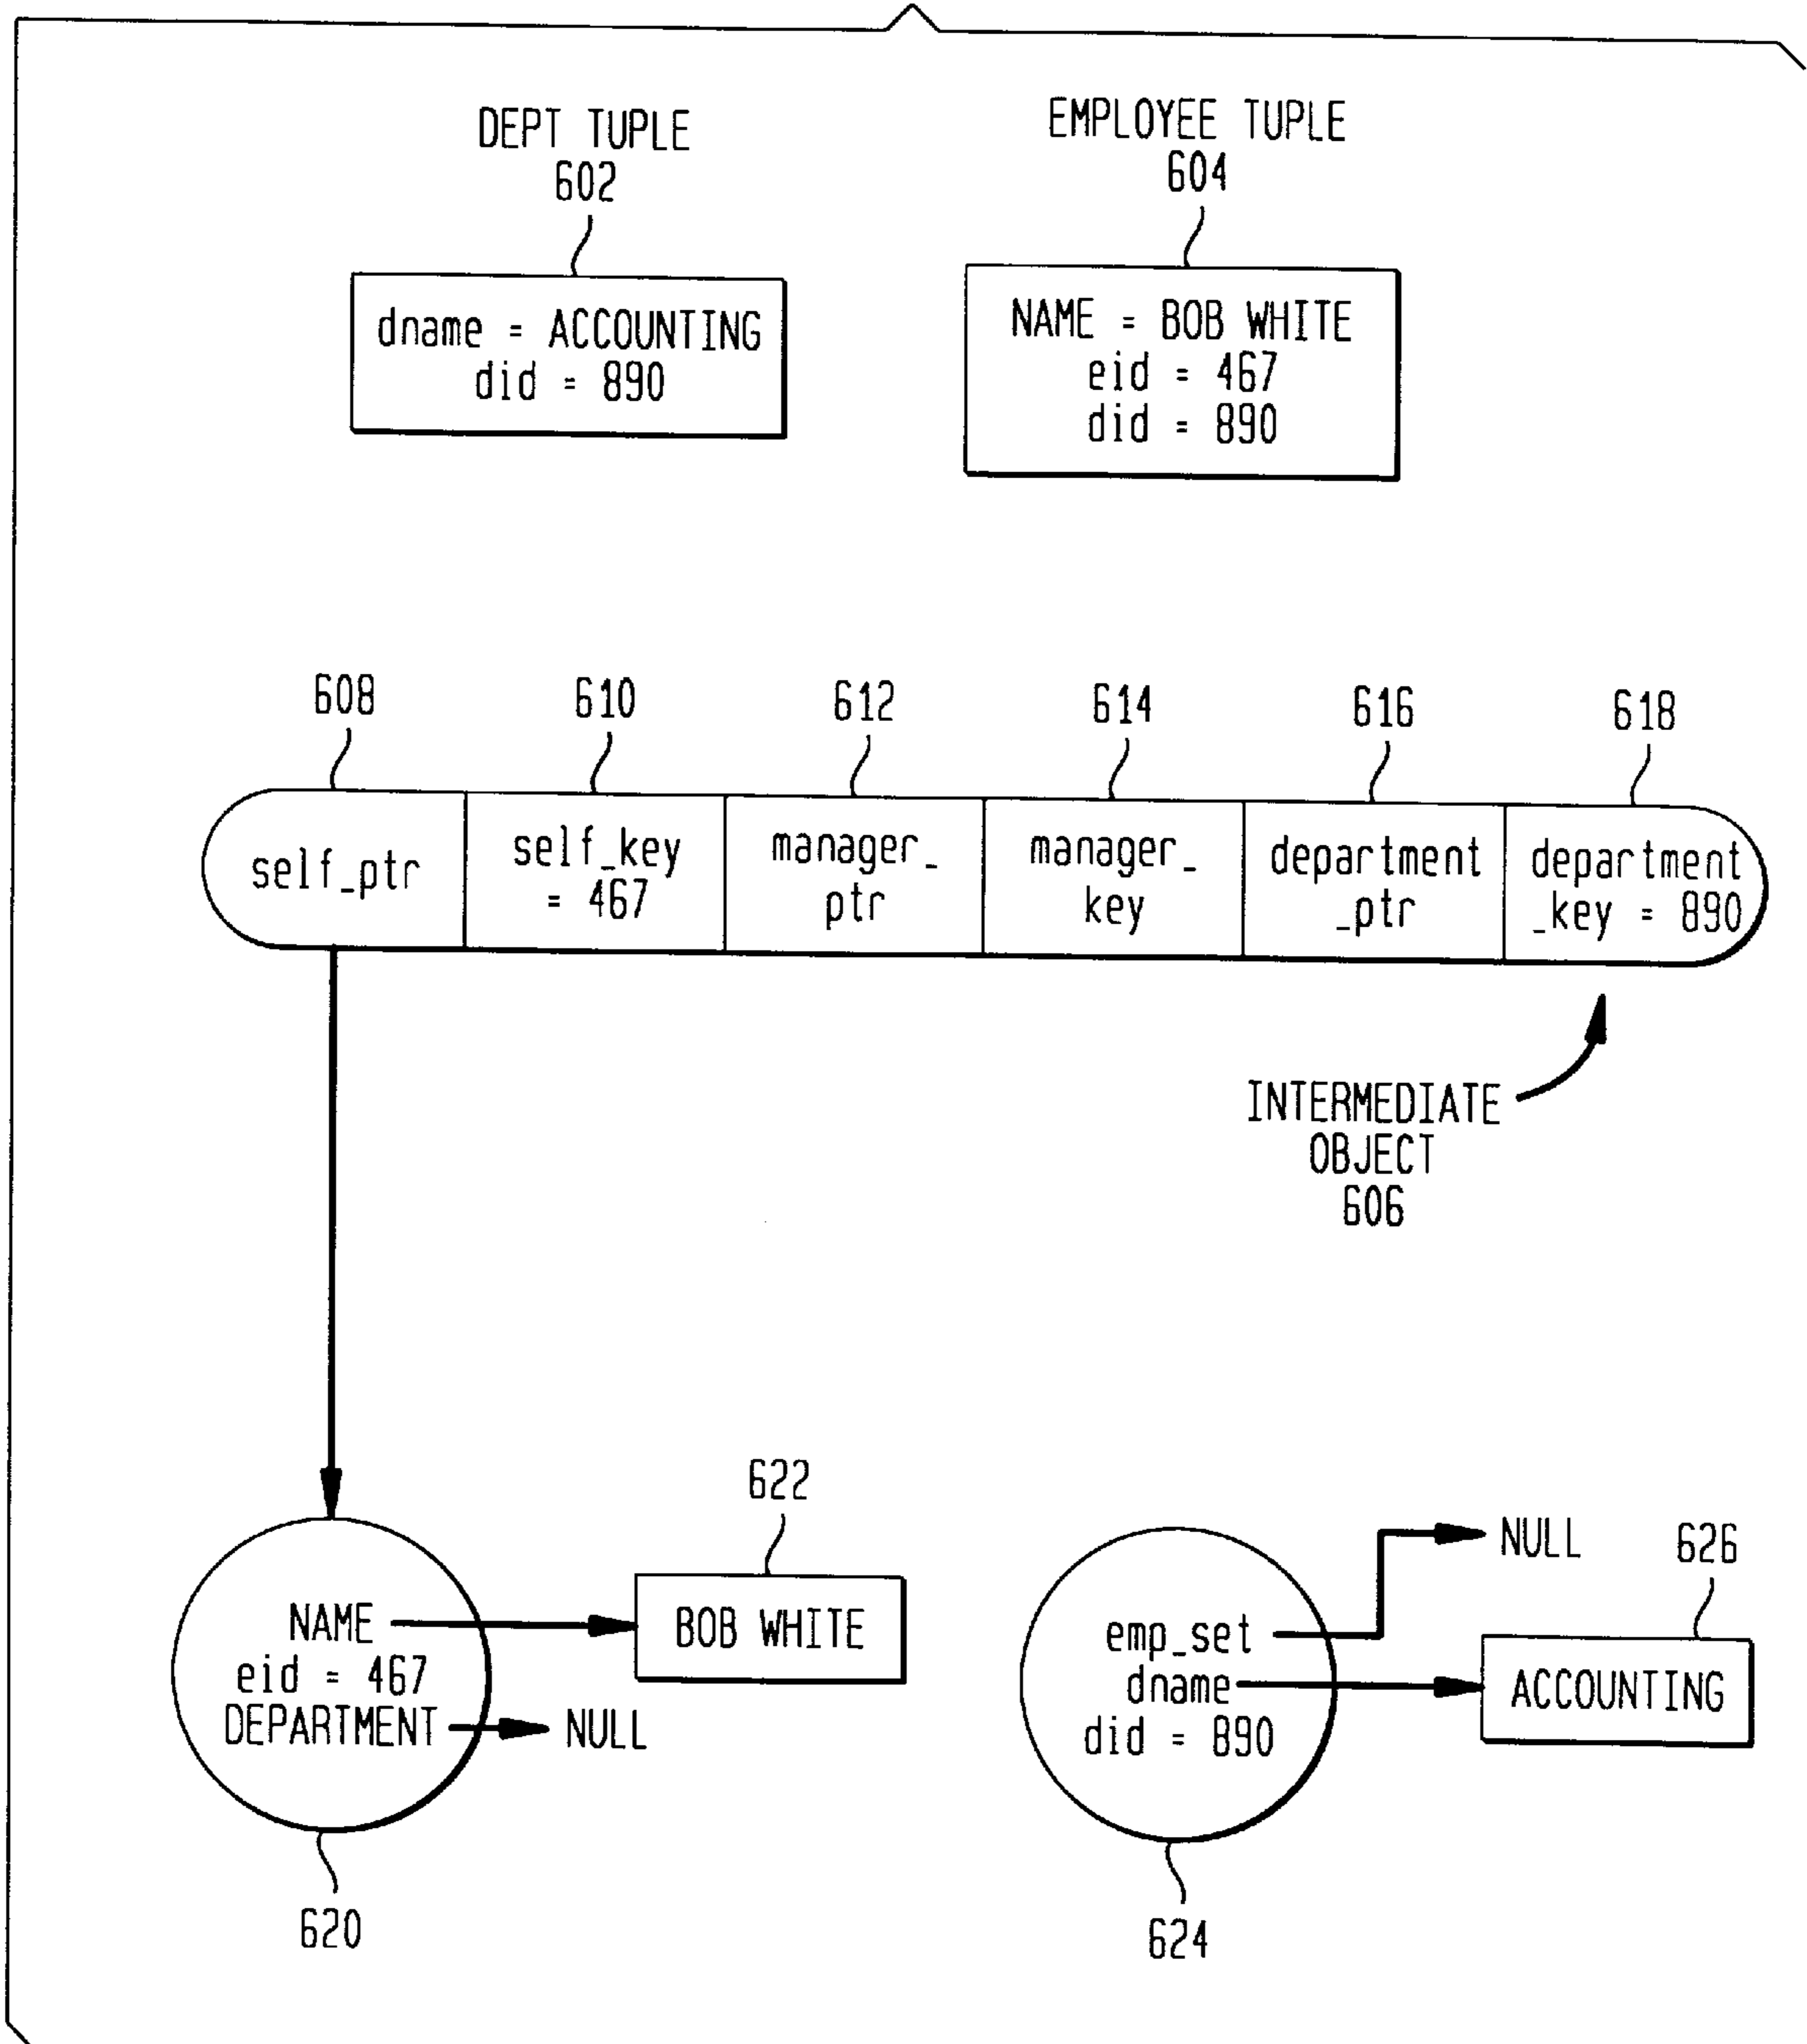 DEPT TUPLE
602
EMPLOYEE TUPLE
604
dname = ACCOUNTING
did = 890
NAME = BOB WHITE
eid = 467
did = 890
608
610
612
614
616
618
self_ptr
self_key
= 467
manager_
ptr
manager_
key
department
_ptr
department
_key = 890
INTERMEDIATE
OBJECT
606
622
NAME
eid = 467
DEPARTMENT
BOB WHITE
NULL
620
NULL
626
emp_set
dname
did = 890
ACCOUNTING
624